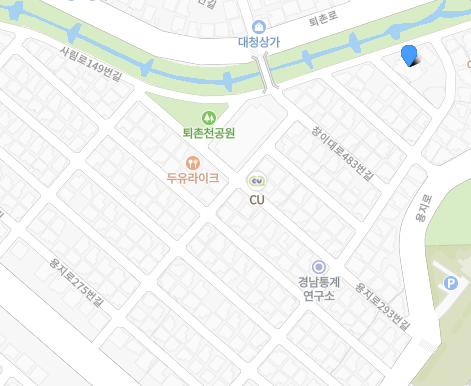 퇴촌로
대청상가
사림로149번길
퇴촌천공원
창이대로483번길
두유라이크
CU
CU
용지로
경남통계
연구소
용지로275번길
용지로293번길
P